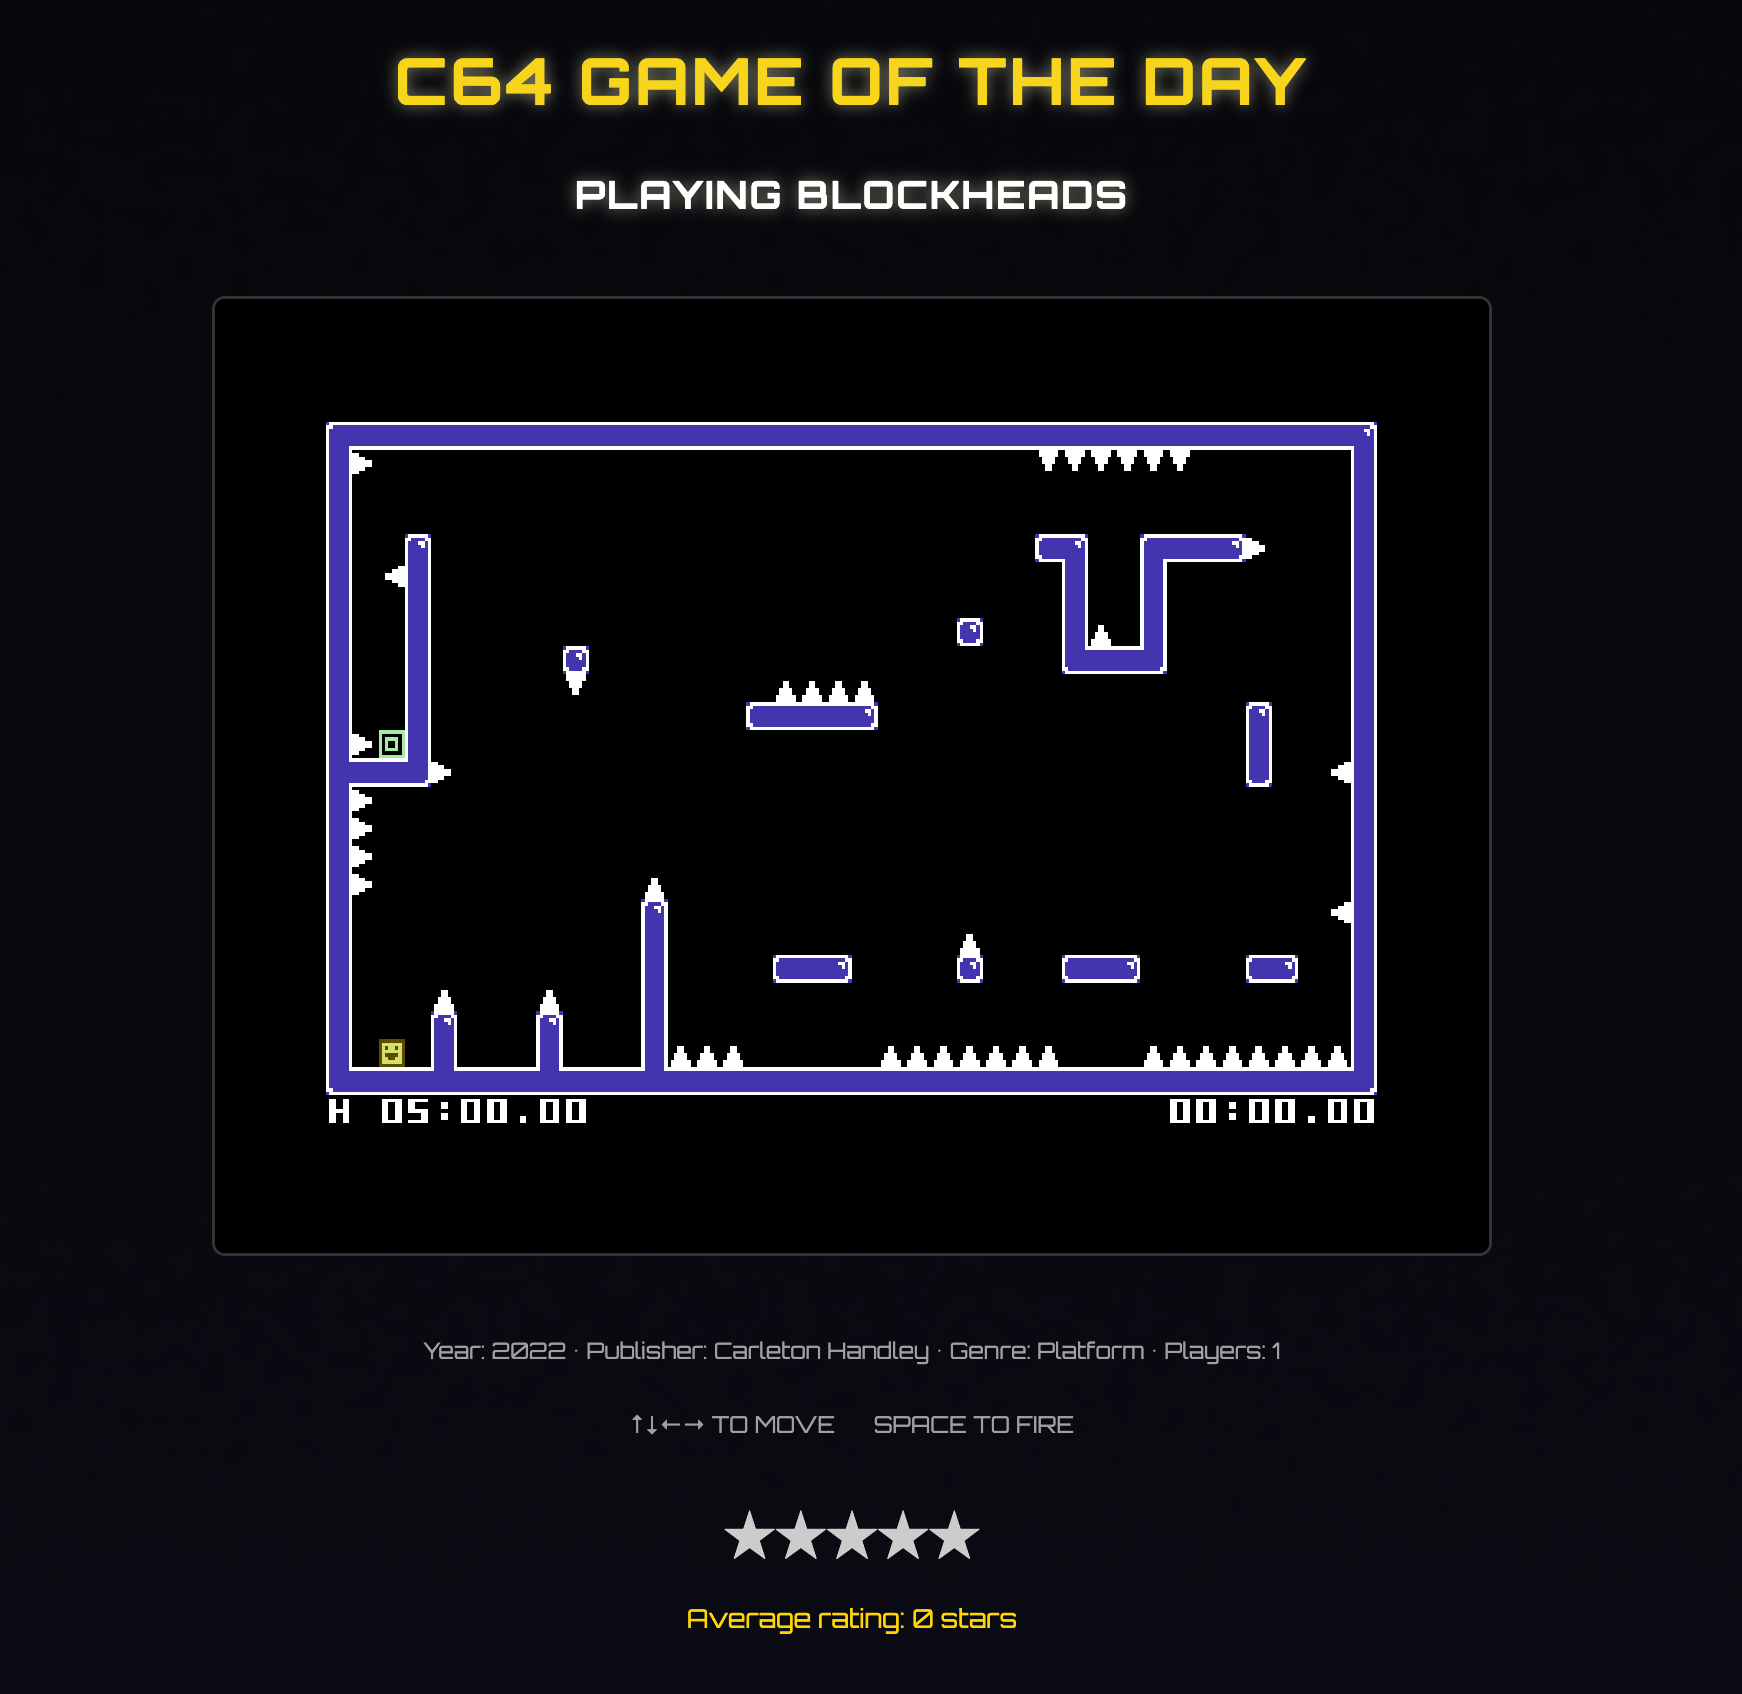 C64 GAME OF THE DAY
PLAYING BLOCKHEADS
H 05:00.00 00:00.00
Year: 2022 · Publisher: Carleton Handley · Genre: Platform · Players: 1
↑↓←→ TO MOVE SPACE TO FIRE
Average rating: 0 stars